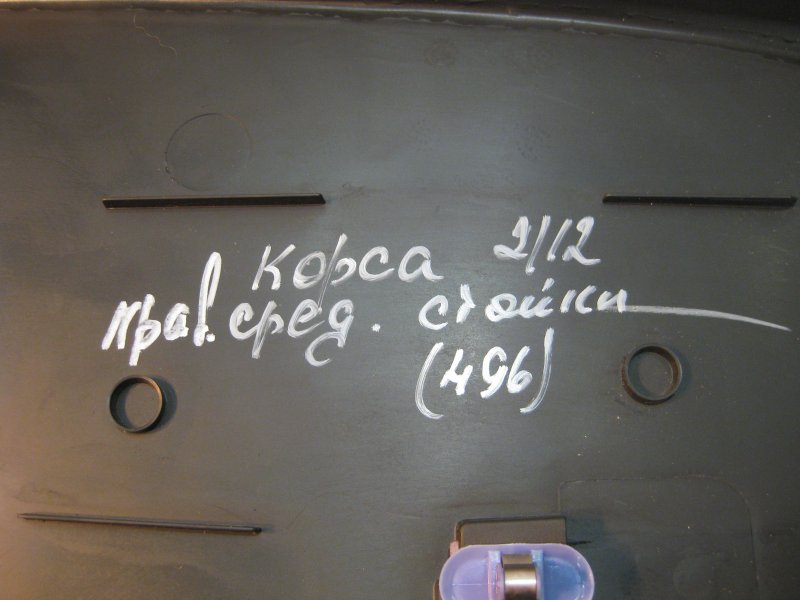 Корса 2/12
прав. сред. стойки
(496)